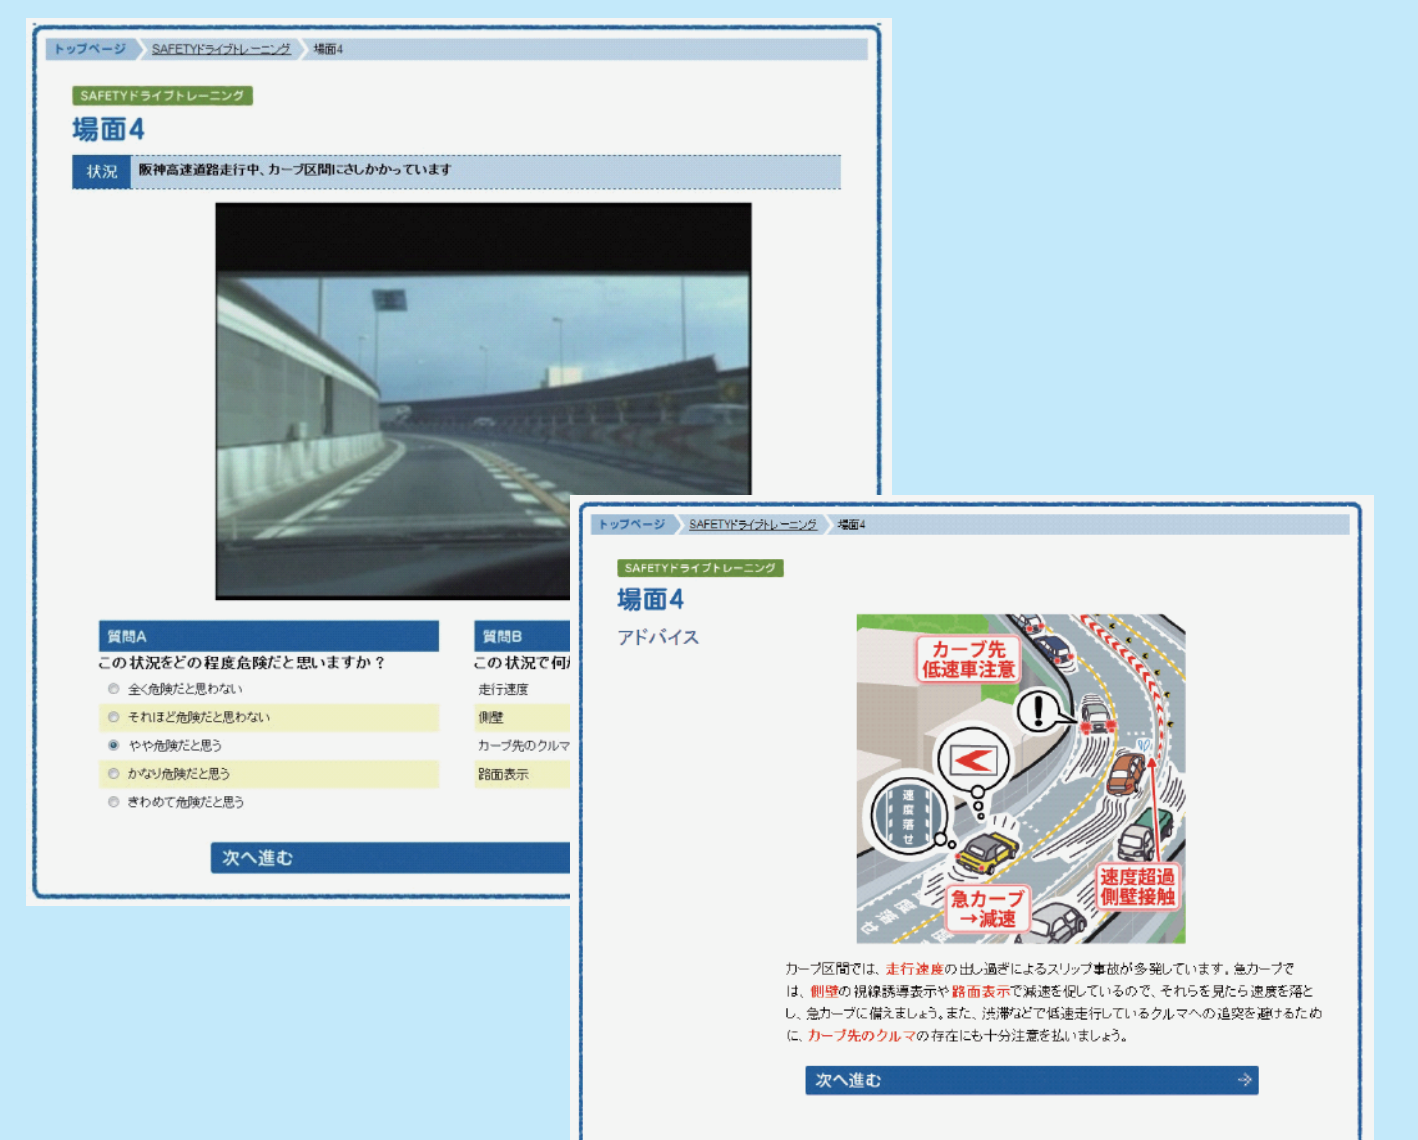 トップページ
SAFETYドライブトレーニング
場面4
SAFETYドライブトレーニング
場面4
状況
阪神高速道路走行中、カーブ区間にさしかかっています
質問A
この状況をどの程度危険だと思いますか？
全く危険だと思わない
それほど危険だと思わない
やや危険だと思う
かなり危険だと思う
きわめて危険だと思う
質問B
この状況で何
走行速度
側壁
カーブ先のクルマ
路面表示
次へ進む
トップページ
SAFETYドライブトレーニング
場面4
SAFETYドライブトレーニング
場面4
アドバイス
カーブ先
低速車注意
!
速度落せ
急カーブ
→減速
速度超過
側壁接触
速度落せ
カーブ区間では、走行速度の出し過ぎによるスリップ事故が多発しています。急カーブで
は、側壁の視線誘導表示や路面表示で減速を促しているので、それらを見たら速度を落と
し、急カーブに備えましょう。また、渋滞などで低速走行しているクルマへの追突を避けるため
に、カーブ先のクルマの存在にも十分注意を払いましょう。
次へ進む